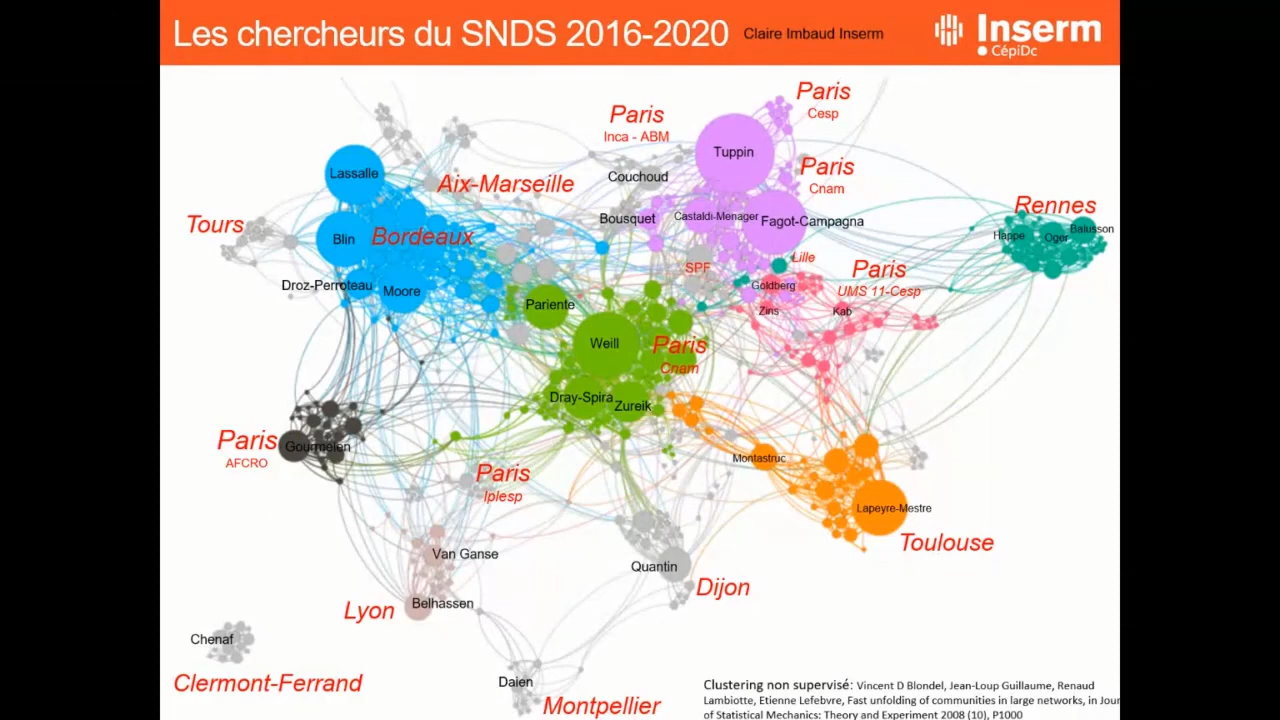 Les chercheurs du SNDS 2016-2020
Claire Imbaud Inserm
Inserm
CépiDc
Paris
Cesp
Paris
Inca - ABM
Tuppin
Lassalle
Couchoud
Paris
Cnam
Aix-Marseille
Tours
Bousquet
Castaldi-Menager
Fagot-Campagna
Rennes
Happe
Oger
Balusson
Blin
Bordeaux
SPF
Lille
Paris
UMS 11-Cesp
Droz-Perroteau
Moore
Goldberg
Pariente
Zins
Kab
Weill
Paris
Cnam
Dray-Spira
Zureik
Paris
AFCRO
Gourmelen
Montastruc
Paris
Iplesp
Lapeyre-Mestre
Toulouse
Van Ganse
Quantin
Dijon
Lyon
Belhassen
Chenaf
Clermont-Ferrand
Daien
Montpellier
Clustering non supervisé: Vincent D Blondel, Jean-Loup Guillaume, Renaud
Lambiotte, Etienne Lefebvre, Fast unfolding of communities in large networks, in Jour
of Statistical Mechanics: Theory and Experiment 2008 (10), P1000